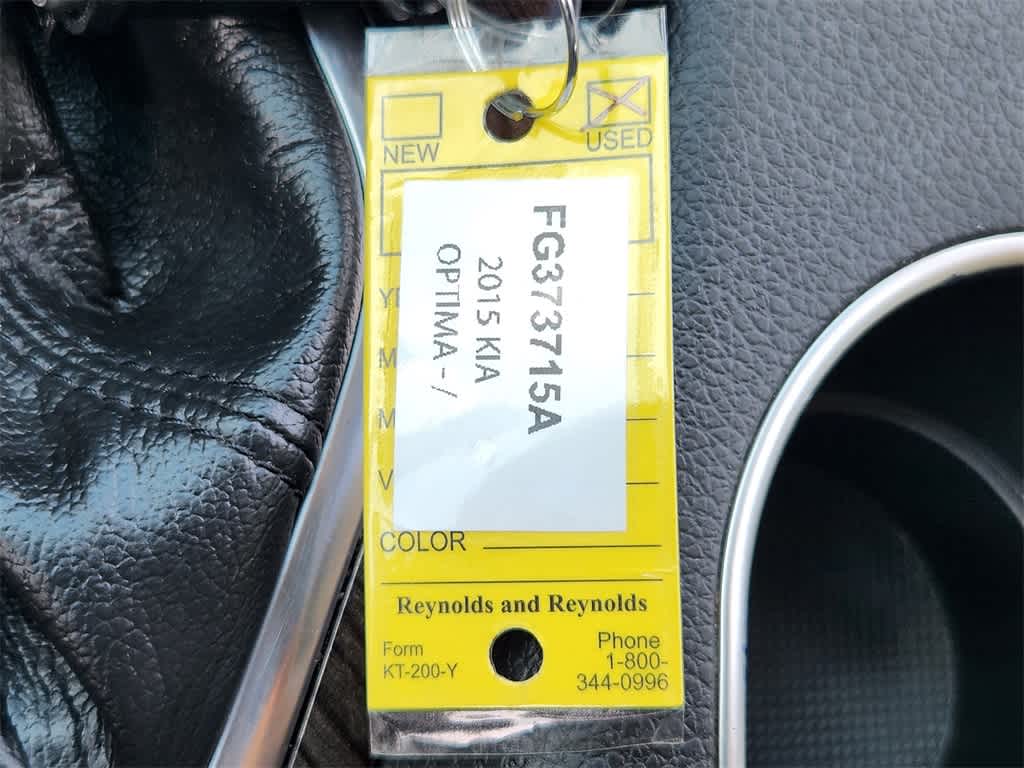 NEW
USED
FG373715A
2015 KIA
OPTIMA - /
Y
M
M
V
COLOR
Reynolds and Reynolds
Form
KT-200-Y
Phone
1-800-
344-0996